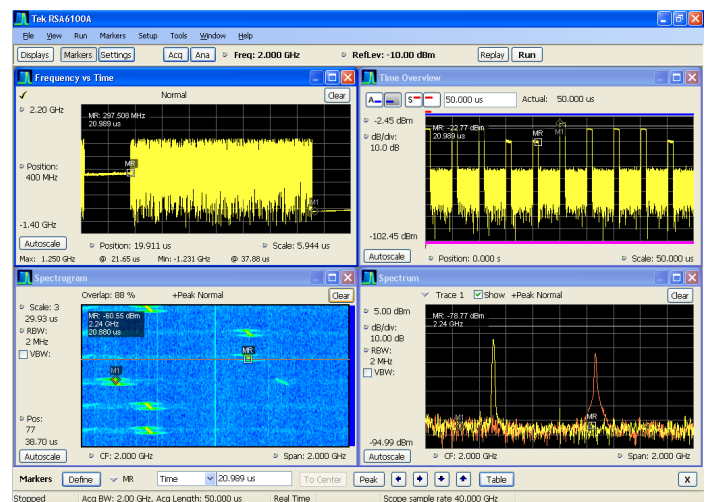 Tek RSA6100A
File View Run Markers Setup Tools Window Help
Displays Markers Settings Acq Ana Freq: 2.000 GHz RefLev: -10.00 dBm Replay Run
Frequency vs Time
Normal
Clear
2.20 GHz
MR: 297.508 MHz
20.989 us
Position:
400 MHz
MR
M1
-1.40 GHz
Autoscale
Position: 19.911 us
Scale: 5.944 us
Max: 1.250 GHz @ 21.65 us Min: -1.231 GHz @ 37.88 us
Time Overview
A S 50.000 us Actual: 50.000 us
-2.45 dBm
dB/div:
10.0 dB
MR: -22.77 dBm
20.989 us
MR
M1
-102.45 dBm
Autoscale
Position: 0.000 s
Scale: 50.000 us
Spectrogram
Overlap: 88 %
+Peak Normal
Clear
Scale: 3
29.93 us
RBW:
2 MHz
VBW:
MR: -60.55 dBm
2.24 GHz
20.880 us
MR
M1
Pos:
77
38.70 us
Autoscale
CF: 2.000 GHz
Span: 2.000 GHz
Spectrum
Trace 1 Show +Peak Normal
Clear
5.00 dBm
dB/div:
10.00 dB
RBW:
2 MHz
VBW:
MR: -78.77 dBm
2.24 GHz
M1
MR
-94.99 dBm
Autoscale
CF: 2.000 GHz
Span: 2.000 GHz
Markers Define MR Time 20.989 us To Center Peak Table X
Stopped Acq BW: 2.00 GHz, Acq Length: 50.000 us Real Time Scope sample rate 40.000 GHz